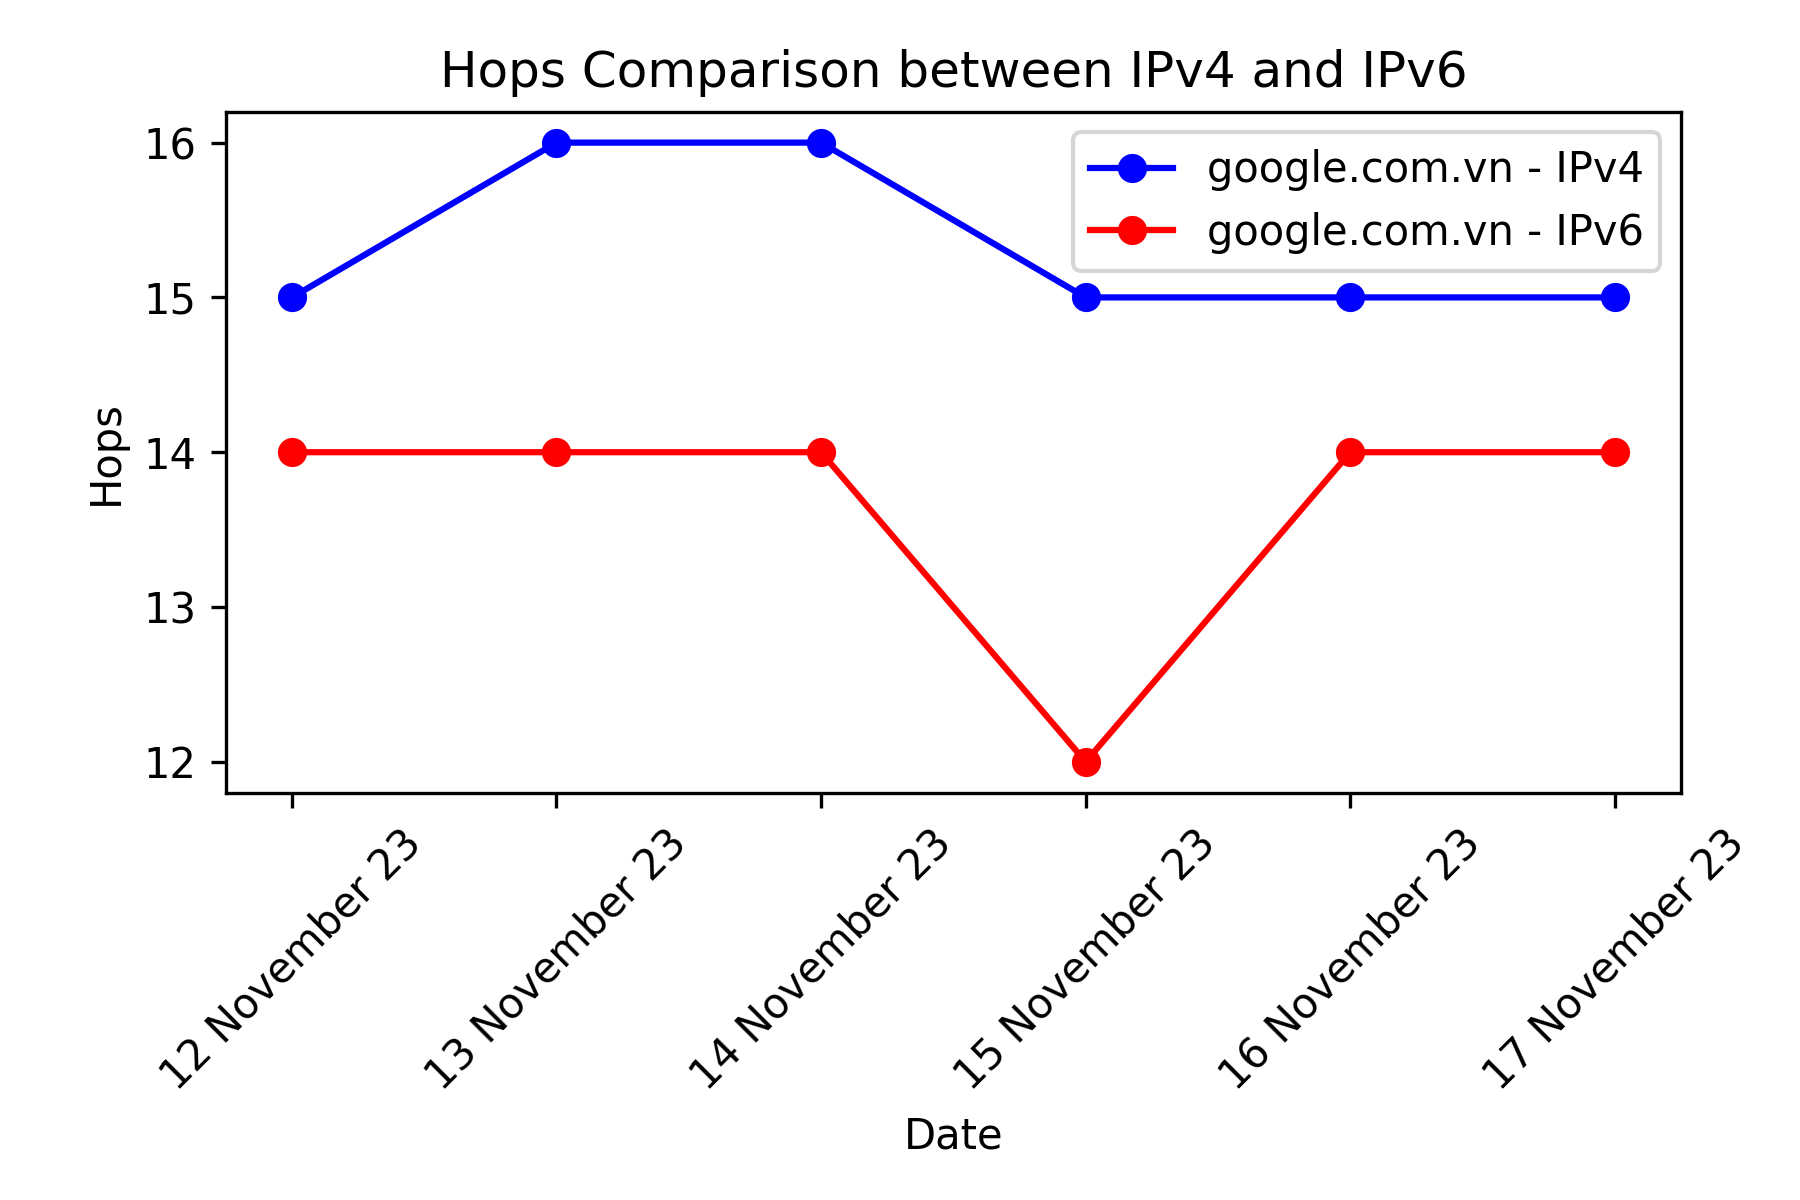 Hops Comparison between IPv4 and IPv6
google.com.vn - IPv4
google.com.vn - IPv6
Hops
16
15
14
13
12
12 November 23
13 November 23
14 November 23
15 November 23
16 November 23
17 November 23
Date